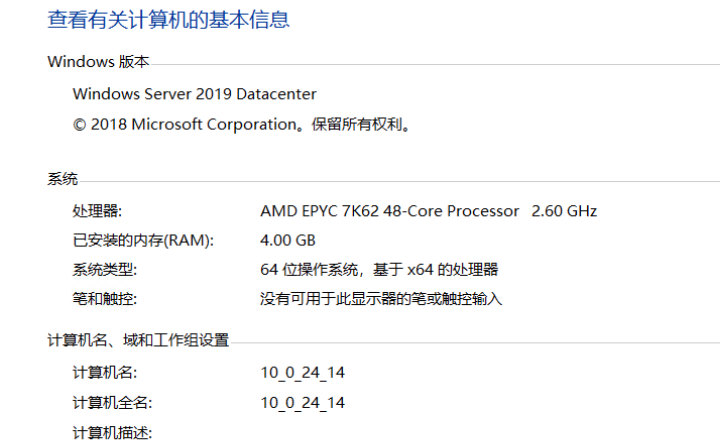 查看有关计算机的基本信息
Windows 版本
Windows Server 2019 Datacenter
© 2018 Microsoft Corporation。保留所有权利。
系统
处理器: AMD EPYC 7K62 48-Core Processor 2.60 GHz
已安装的内存(RAM): 4.00 GB
系统类型: 64 位操作系统，基于 x64 的处理器
笔和触控: 没有可用于此显示器的笔或触控输入
计算机名、域和工作组设置
计算机名: 10_0_24_14
计算机全名: 10_0_24_14
计算机描述: